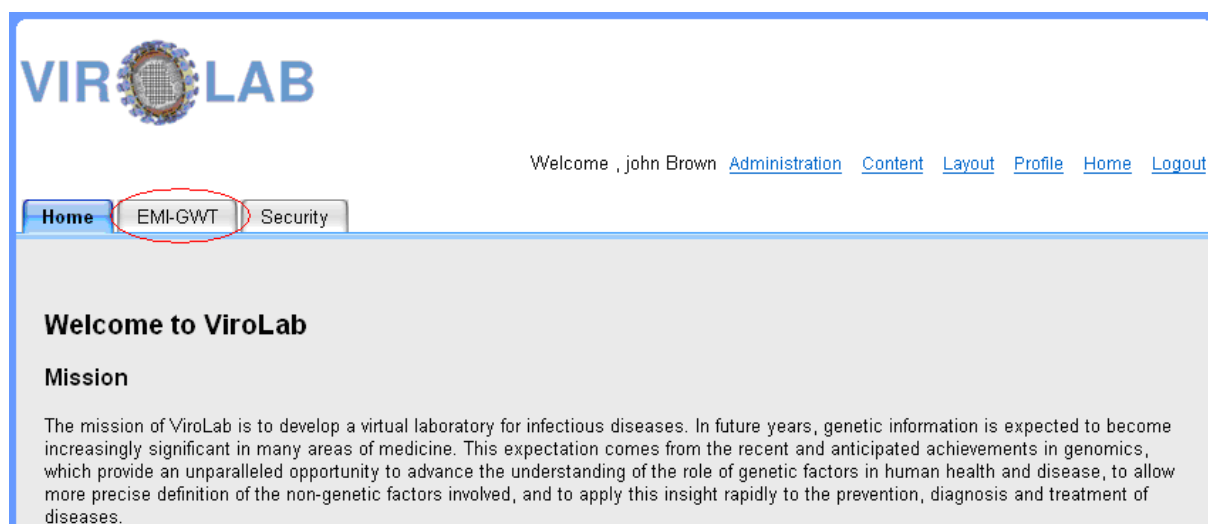 VIROLAB
Welcome , john Brown Administration Content Layout Profile Home Logout
Home EMI-GWT Security
Welcome to ViroLab
Mission
The mission of ViroLab is to develop a virtual laboratory for infectious diseases. In future years, genetic information is expected to become
increasingly significant in many areas of medicine. This expectation comes from the recent and anticipated achievements in genomics,
which provide an unparalleled opportunity to advance the understanding of the role of genetic factors in human health and disease, to allow
more precise definition of the non-genetic factors involved, and to apply this insight rapidly to the prevention, diagnosis and treatment of
diseases.